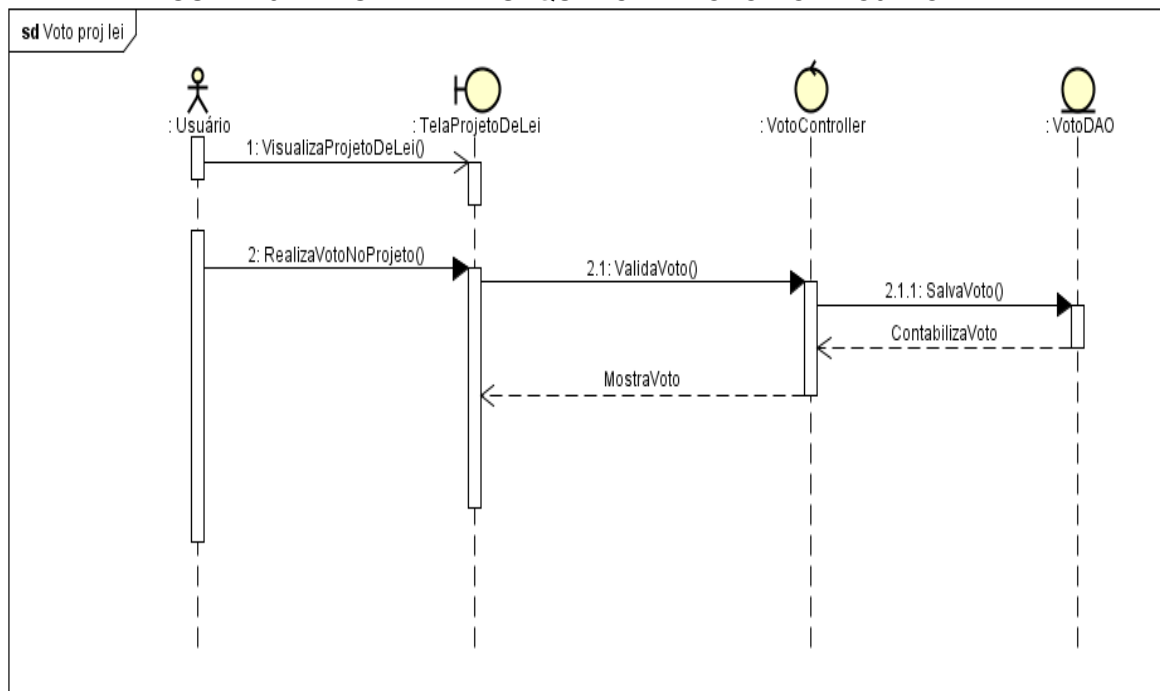 sd Voto proj lei
: Usuário
: TelaProjetoDeLei
: VotoController
: VotoDAO
1: VisualizaProjetoDeLei()
2: RealizaVotoNoProjeto()
2.1: ValidaVoto()
2.1.1: SalvaVoto()
ContabilizaVoto
MostraVoto